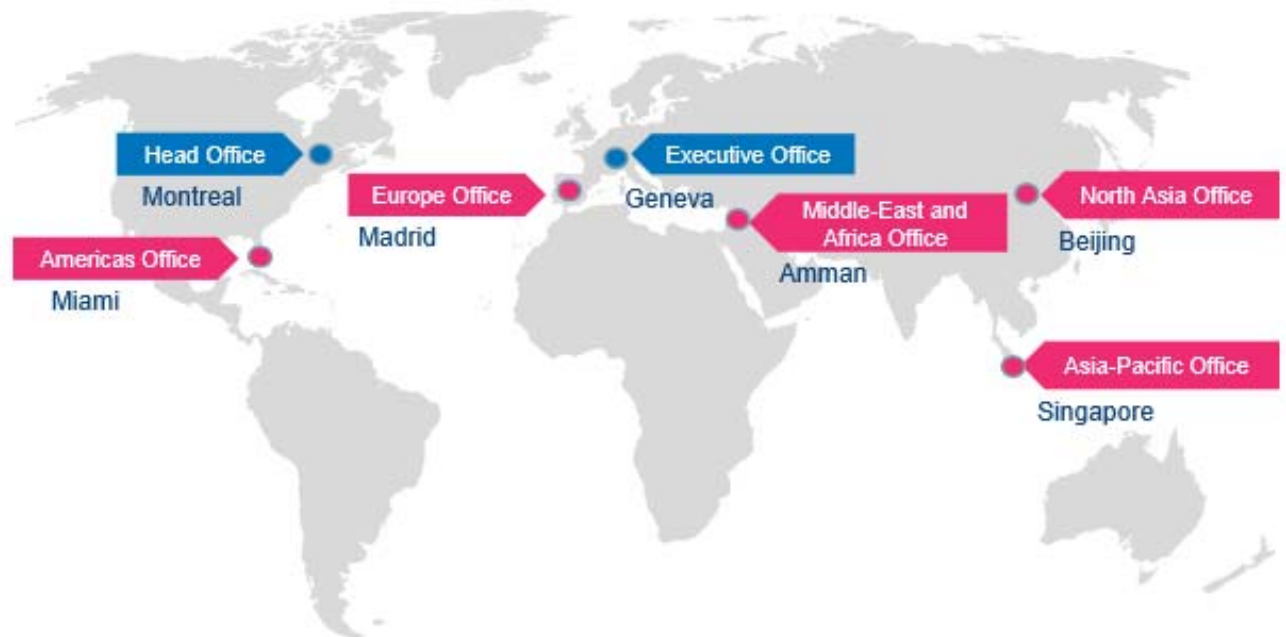 Head Office
Montreal
Executive Office
Geneva
Europe Office
Madrid
Middle-East and
Africa Office
Amman
North Asia Office
Beijing
Americas Office
Miami
Asia-Pacific Office
Singapore